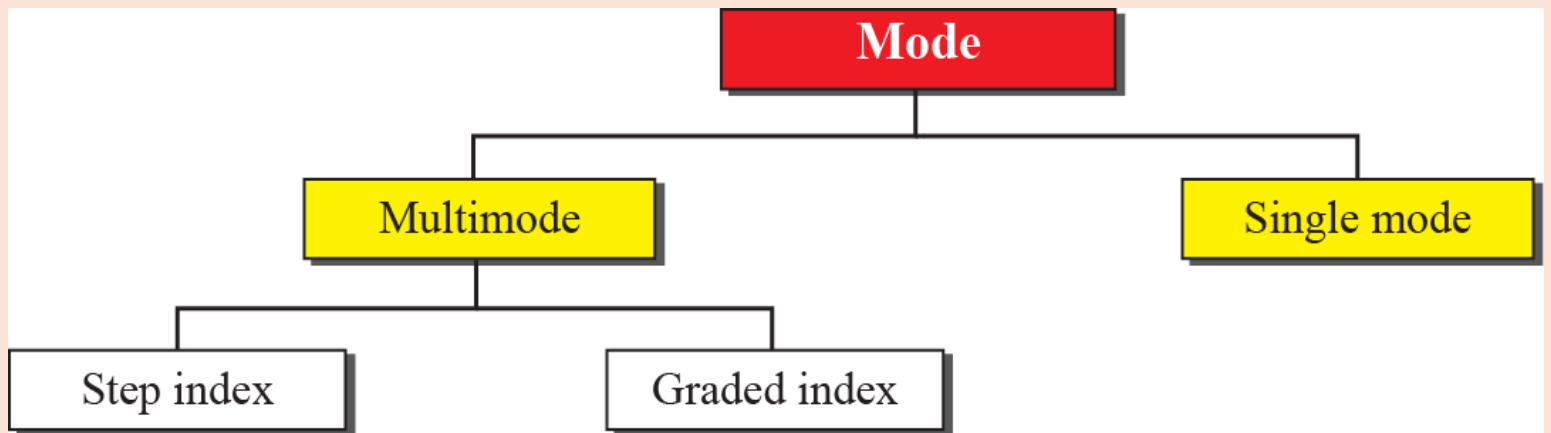 Mode
Multimode
Single mode
Step index
Graded index